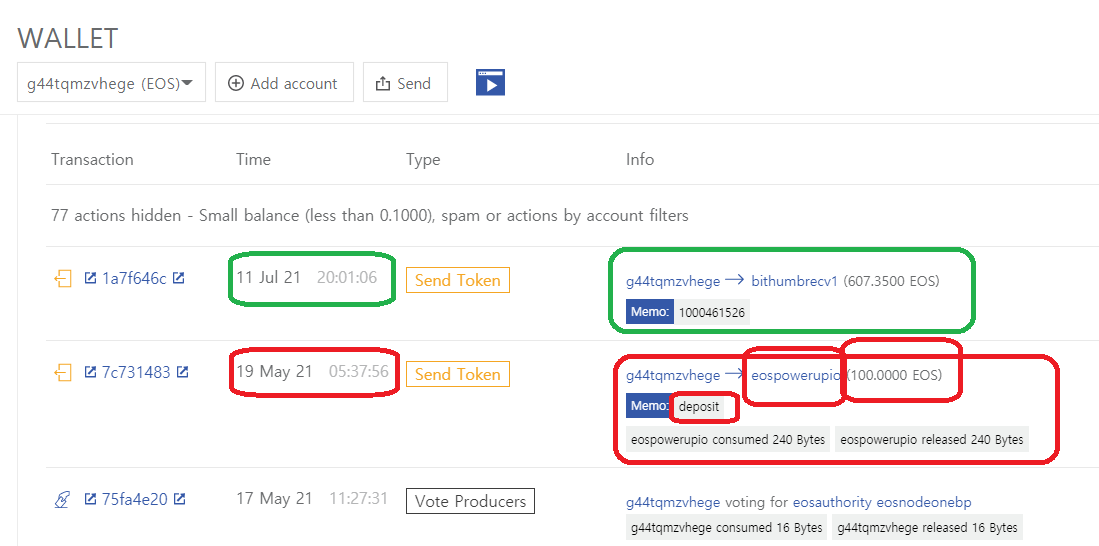 WALLET
g44tqmzvhege (EOS) Add account Send
Transaction Time Type Info
77 actions hidden - Small balance (less than 0.1000), spam or actions by account filters
1a7f646c 11 Jul 21 20:01:06 Send Token g44tqmzvhege → bithumbrecv1 (607.3500 EOS)
Memo: 1000461526
7c731483 19 May 21 05:37:56 Send Token g44tqmzvhege → eospowerupio (100.0000 EOS)
Memo: deposit
eospowerupio consumed 240 Bytes eospowerupio released 240 Bytes
75fa4e20 17 May 21 11:27:31 Vote Producers g44tqmzvhege voting for eosauthority eosnodeonebp
g44tqmzvhege consumed 16 Bytes g44tqmzvhege released 16 Bytes